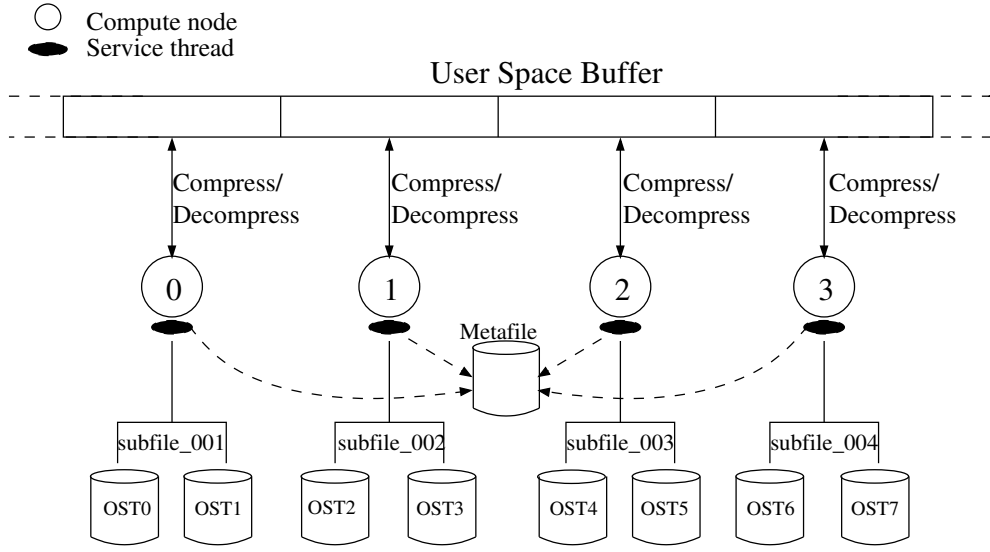 Compute node
Service thread
User Space Buffer
Compress/
Decompress
Compress/
Decompress
Compress/
Decompress
Compress/
Decompress
0
1
2
3
Metafile
subfile_001
subfile_002
subfile_003
subfile_004
OST0
OST1
OST2
OST3
OST4
OST5
OST6
OST7